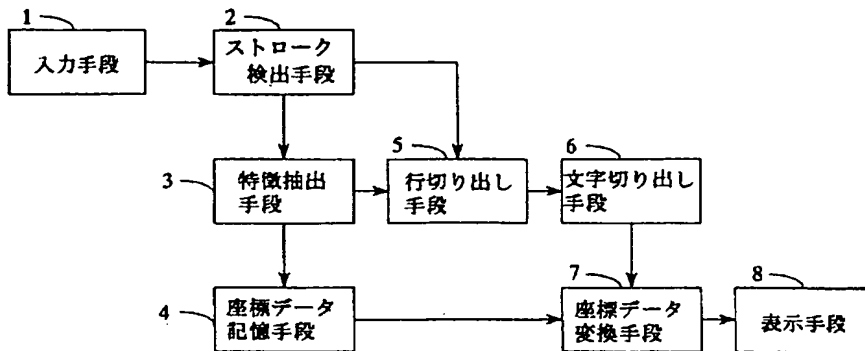 1
入力手段
2
ストローク
検出手段
3
特徴抽出
手段
5
行切り出し
手段
6
文字切り出し
手段
4
座標データ
記憶手段
7
座標データ
変換手段
8
表示手段